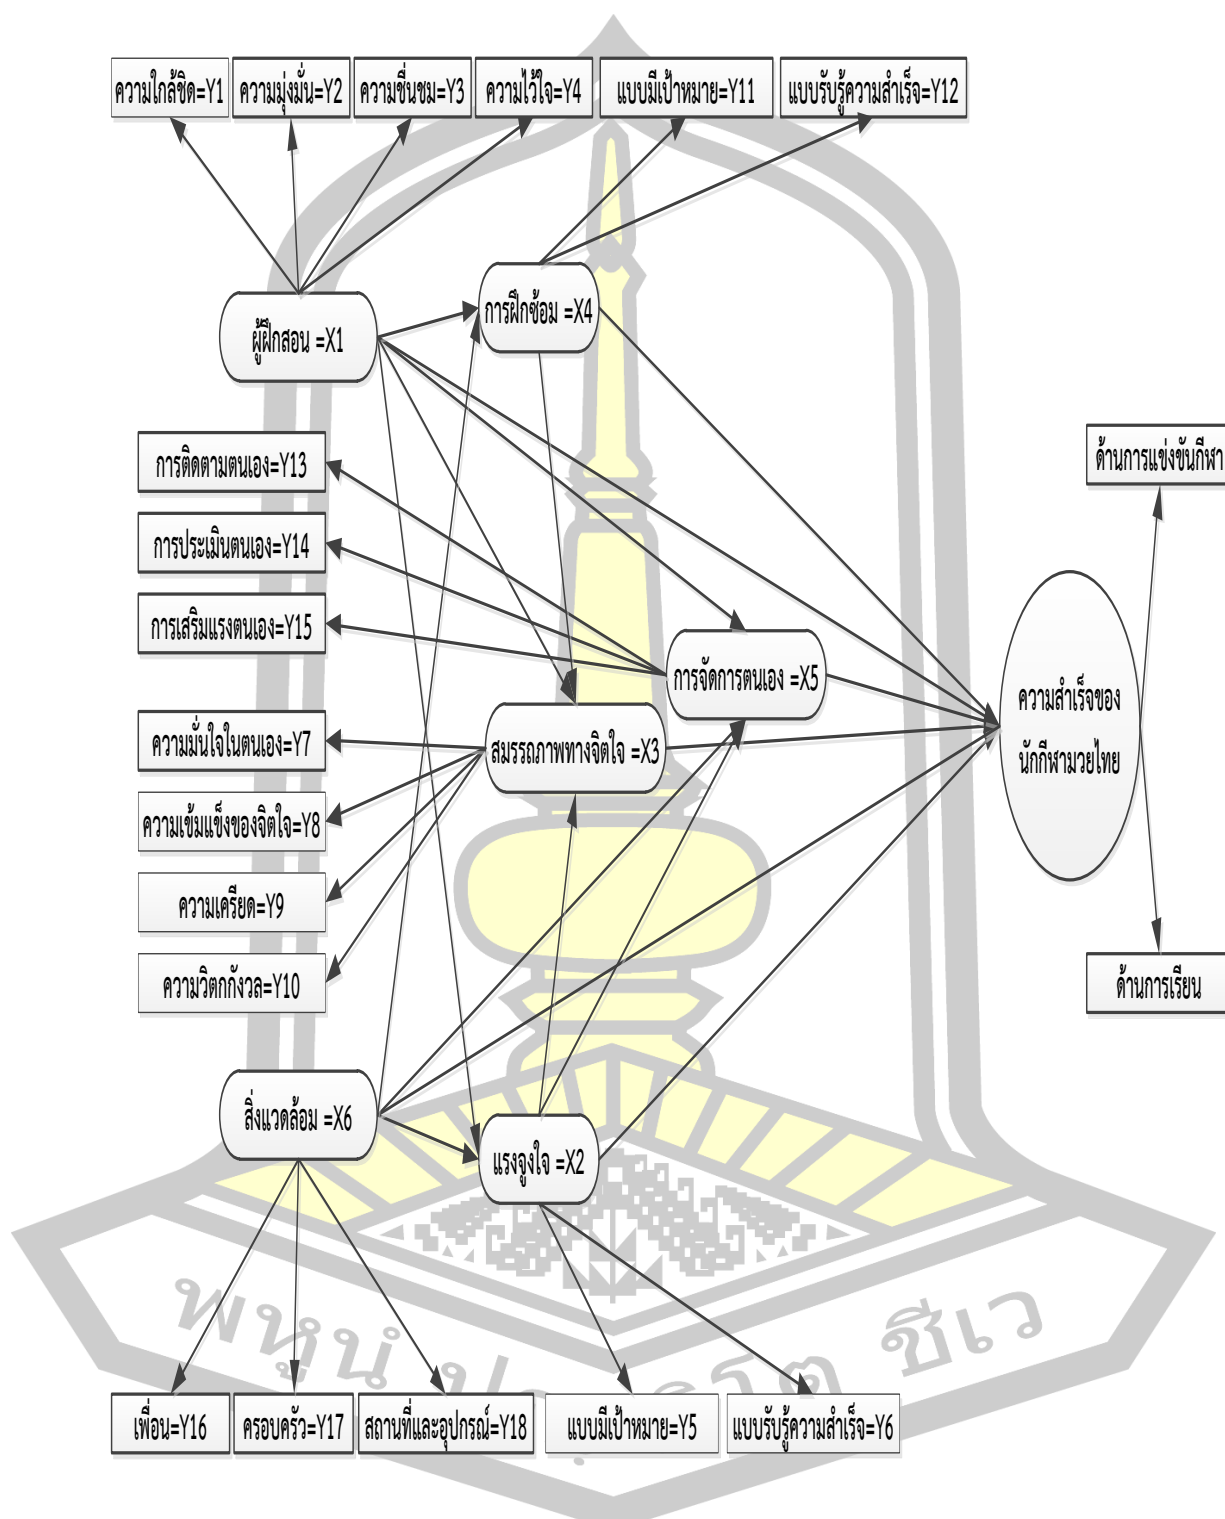 ความใกล้ชิด=Y1
ความมุ่งมั่น=Y2
ความชื่นชม=Y3
ความไว้ใจ=Y4
แบบมีเป้าหมาย=Y11
แบบรับรู้ความสำเร็จ=Y12
การฝึกซ้อม =X4
ผู้ฝึกสอน =X1
การติดตามตนเอง=Y13
ด้านการแข่งขันกีฬา
การประเมินตนเอง=Y14
การเสริมแรงตนเอง=Y15
การจัดการตนเอง =X5
ความสำเร็จของ
นักกีฬามวยไทย
ความมั่นใจในตนเอง=Y7
สมรรถภาพทางจิตใจ =X3
ความเข้มแข็งของจิตใจ=Y8
ความเครียด=Y9
ความวิตกกังวล=Y10
ด้านการเรียน
สิ่งแวดล้อม =X6
แรงจูงใจ =X2
พหูนํ ชีเว
เพื่อน=Y16
ครอบครัว=Y17
สถานที่และอุปกรณ์=Y18
แบบมีเป้าหมาย=Y5
แบบรับรู้ความสำเร็จ=Y6